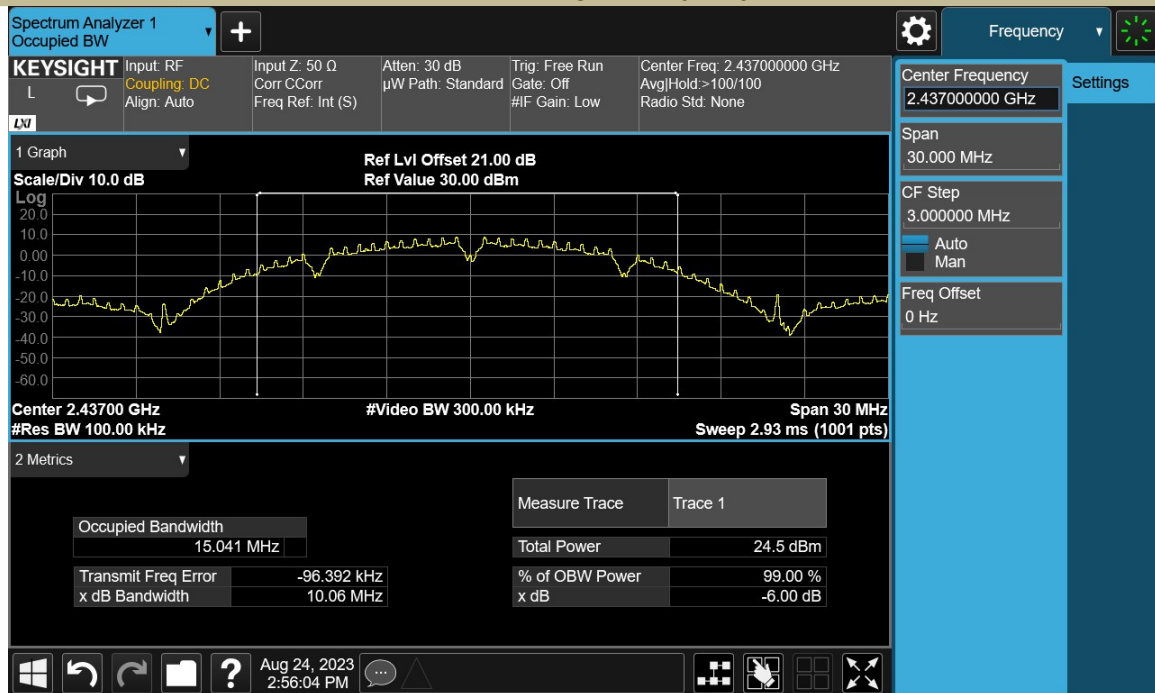 Spectrum Analyzer 1
Occupied BW
Frequency
KEYSIGHT
L
LXI
Input: RF
Coupling: DC
Align: Auto
Input Z: 50 Ω
Corr CCorr
Freq Ref: Int (S)
Atten: 30 dB
µW Path: Standard
Trig: Free Run
Gate: Off
#IF Gain: Low
Center Freq: 2.437000000 GHz
Avg|Hold:>100/100
Radio Std: None
Center Frequency
2.437000000 GHz
Settings
Span
30.000 MHz
CF Step
3.000000 MHz
Auto
Man
Freq Offset
0 Hz
1 Graph
Scale/Div 10.0 dB
Ref Lvl Offset 21.00 dB
Ref Value 30.00 dBm
Log
20.0
10.0
0.00
-10.0
-20.0
-30.0
-40.0
-50.0
-60.0
Center 2.43700 GHz
#Res BW 100.00 kHz
#Video BW 300.00 kHz
Span 30 MHz
Sweep 2.93 ms (1001 pts)
2 Metrics
Measure Trace Trace 1
Occupied Bandwidth
15.041 MHz
Total Power 24.5 dBm
Transmit Freq Error -96.392 kHz
% of OBW Power 99.00 %
x dB Bandwidth 10.06 MHz
x dB -6.00 dB
?
Aug 24, 2023
2:56:04 PM